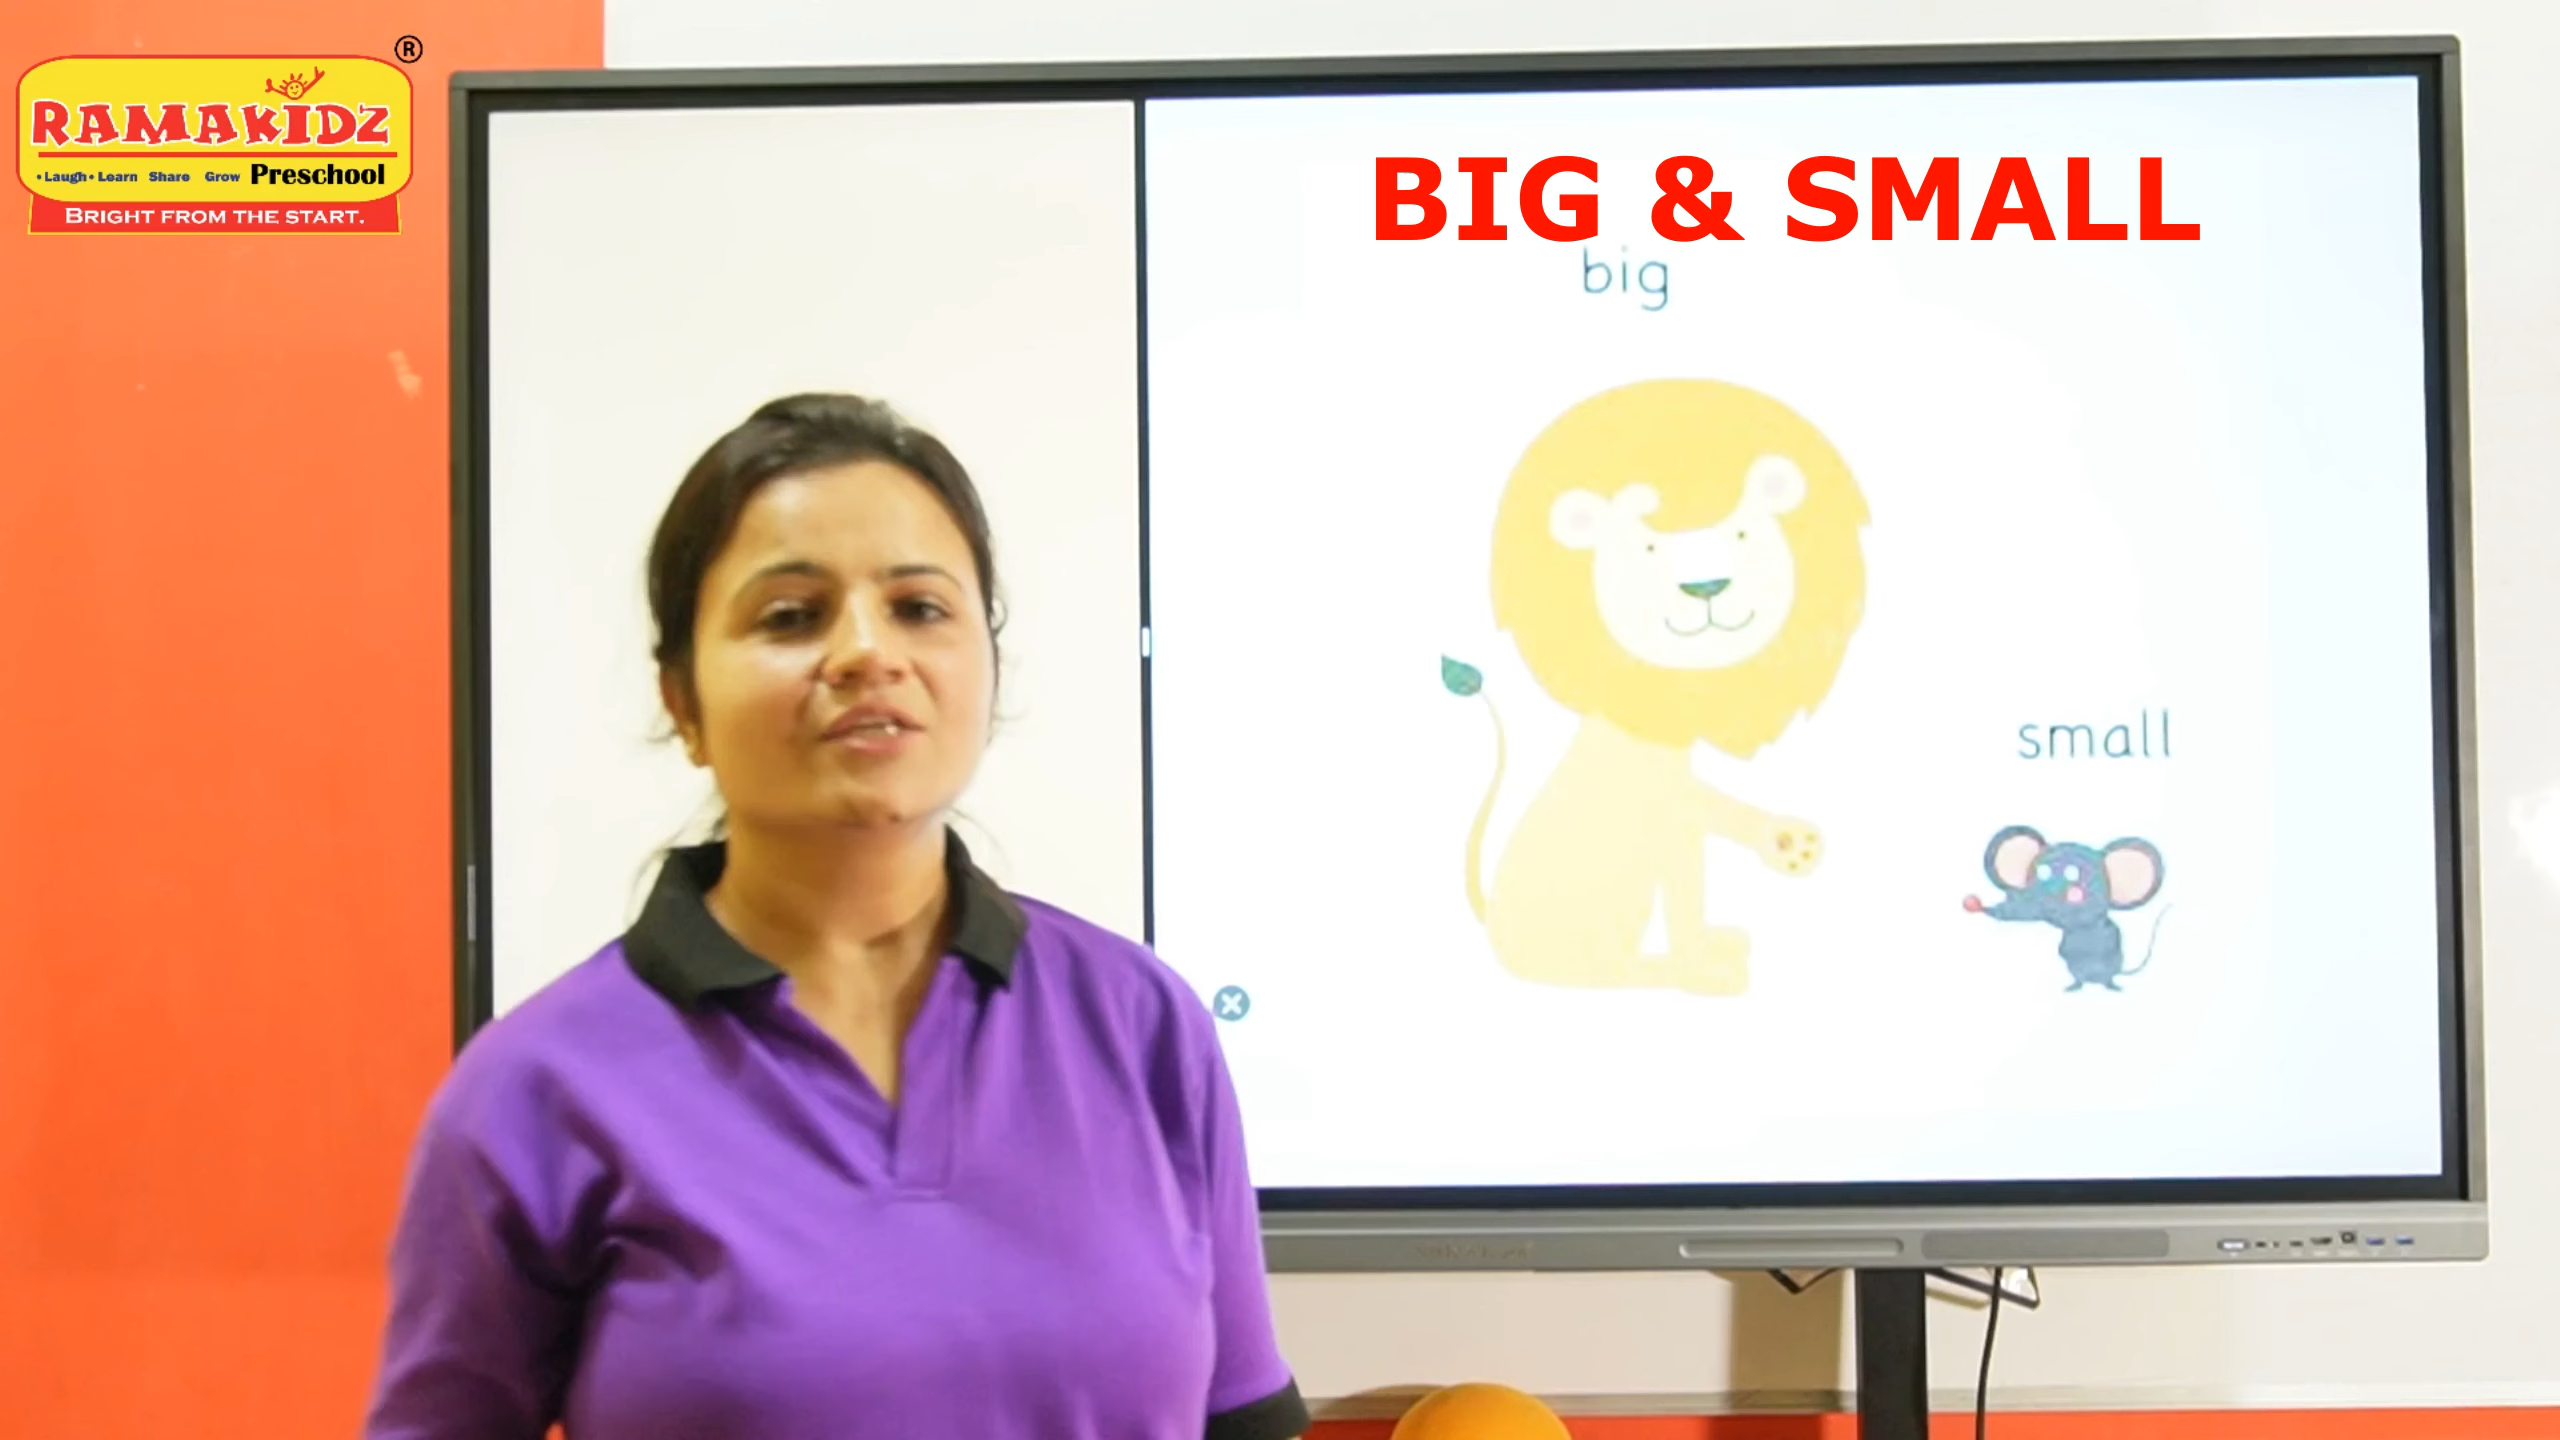 ®
RAMAKIDZ
• Laugh • Learn Share Grow Preschool
BRIGHT FROM THE START.
BIG & SMALL
big
small